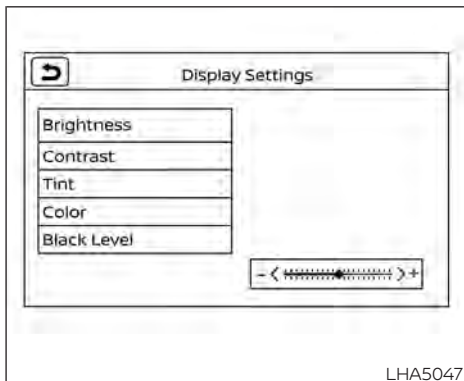 Display Settings
Brightness
Contrast
Tint
Color
Black Level
- < > +
LHA5047